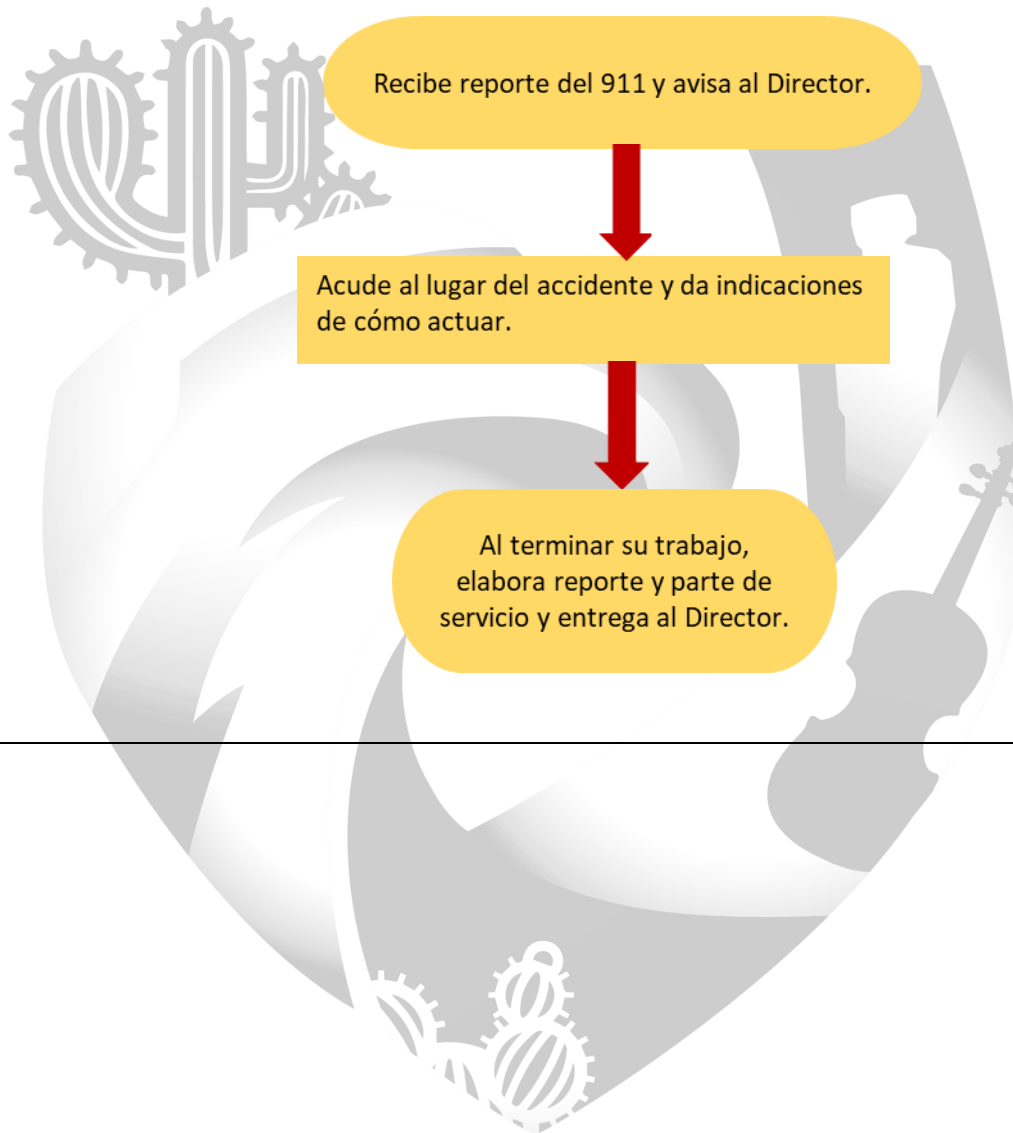 Recibe reporte del 911 y avisa al Director.
Acude al lugar del accidente y da indicaciones
de cómo actuar.
Al terminar su trabajo,
elabora reporte y parte de
servicio y entrega al Director.